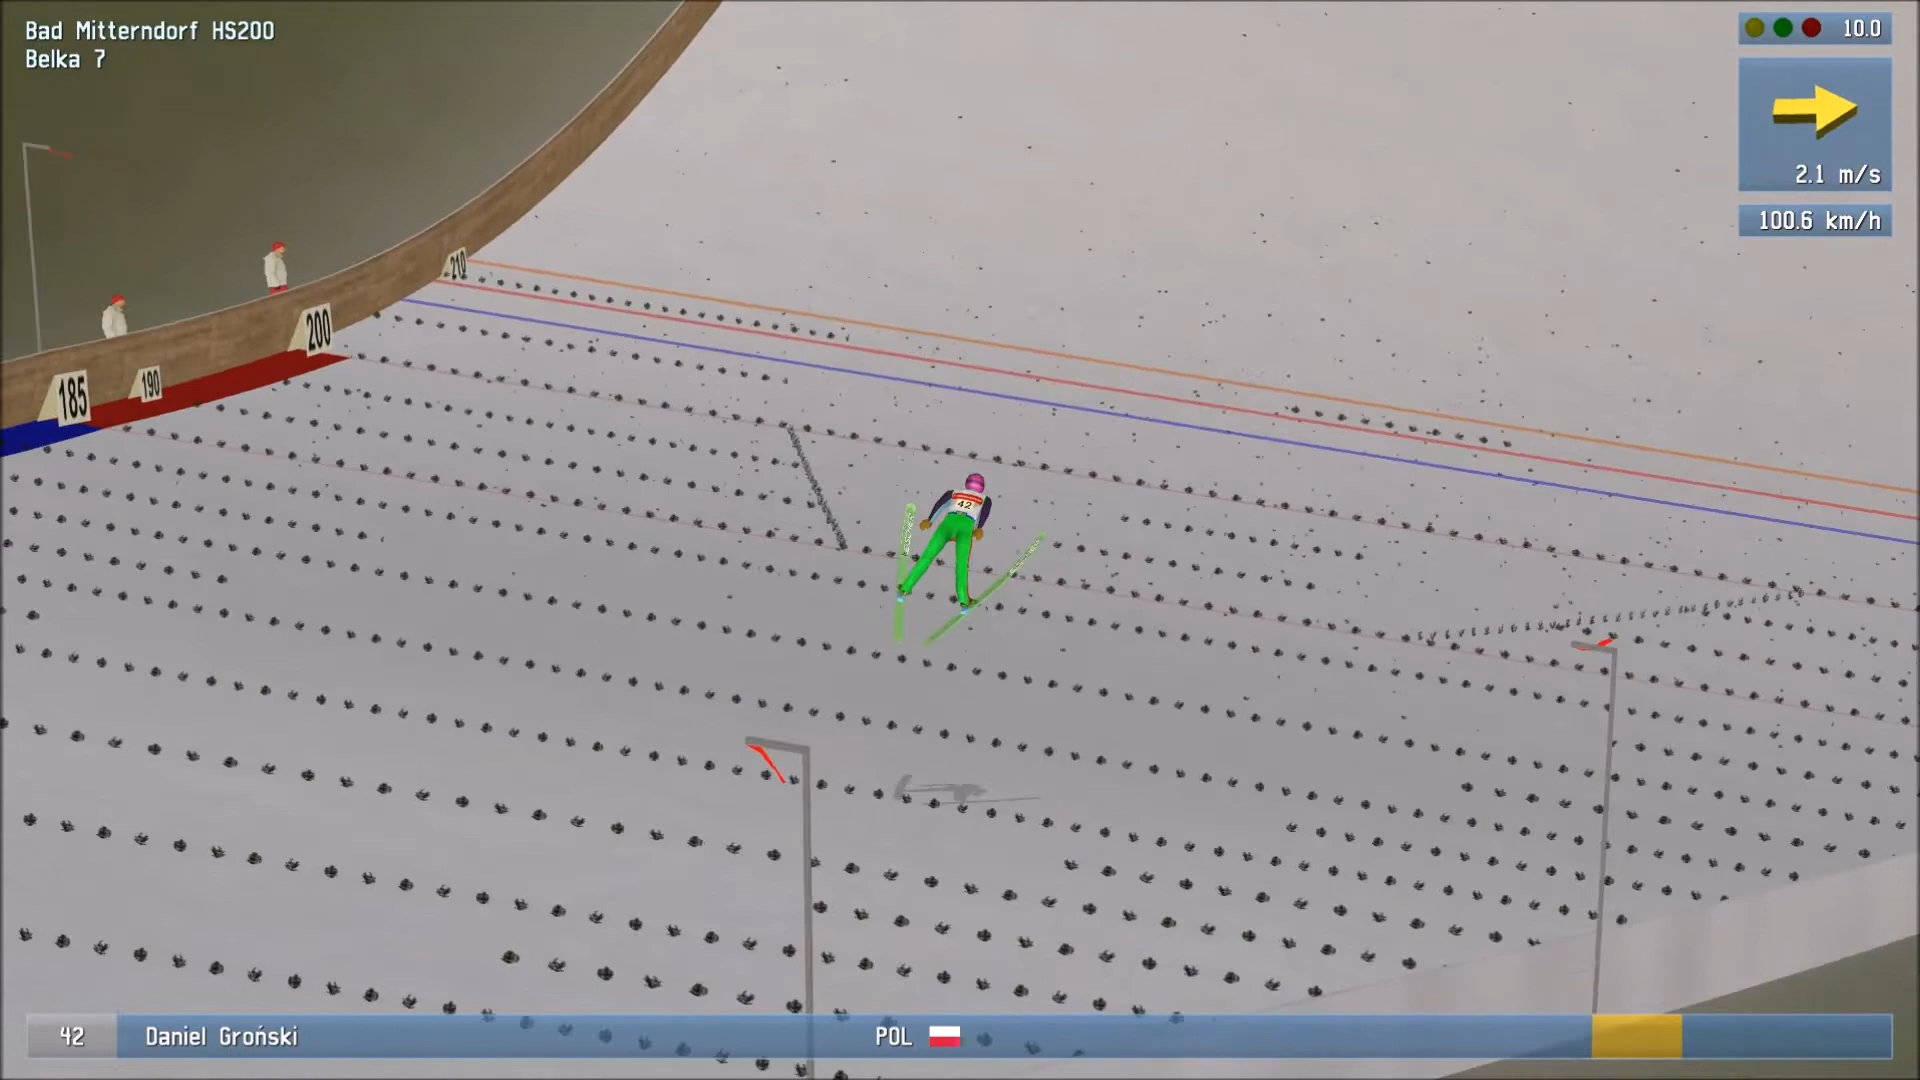 Bad Mitterndorf HS200
Belka 7
10.0
2.1 m/s
100.6 km/h
210
200
190
185
42
42
Daniel Groński
POL